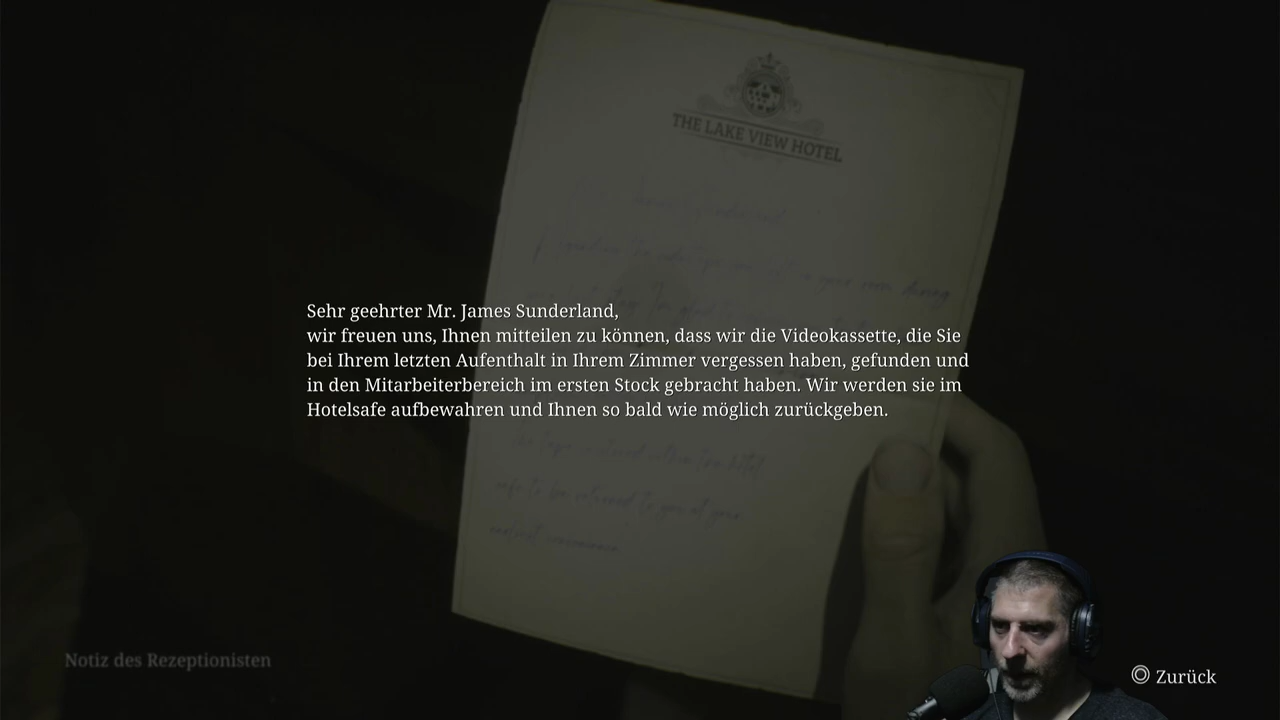 THE LAKE VIEW HOTEL
Sehr geehrter Mr. James Sunderland,
wir freuen uns, Ihnen mitteilen zu können, dass wir die Videokassette, die Sie
bei Ihrem letzten Aufenthalt in Ihrem Zimmer vergessen haben, gefunden und
in den Mitarbeiterbereich im ersten Stock gebracht haben. Wir werden sie im
Hotelsafe aufbewahren und Ihnen so bald wie möglich zurückgeben.
Notiz des Rezeptionisten
Zurück